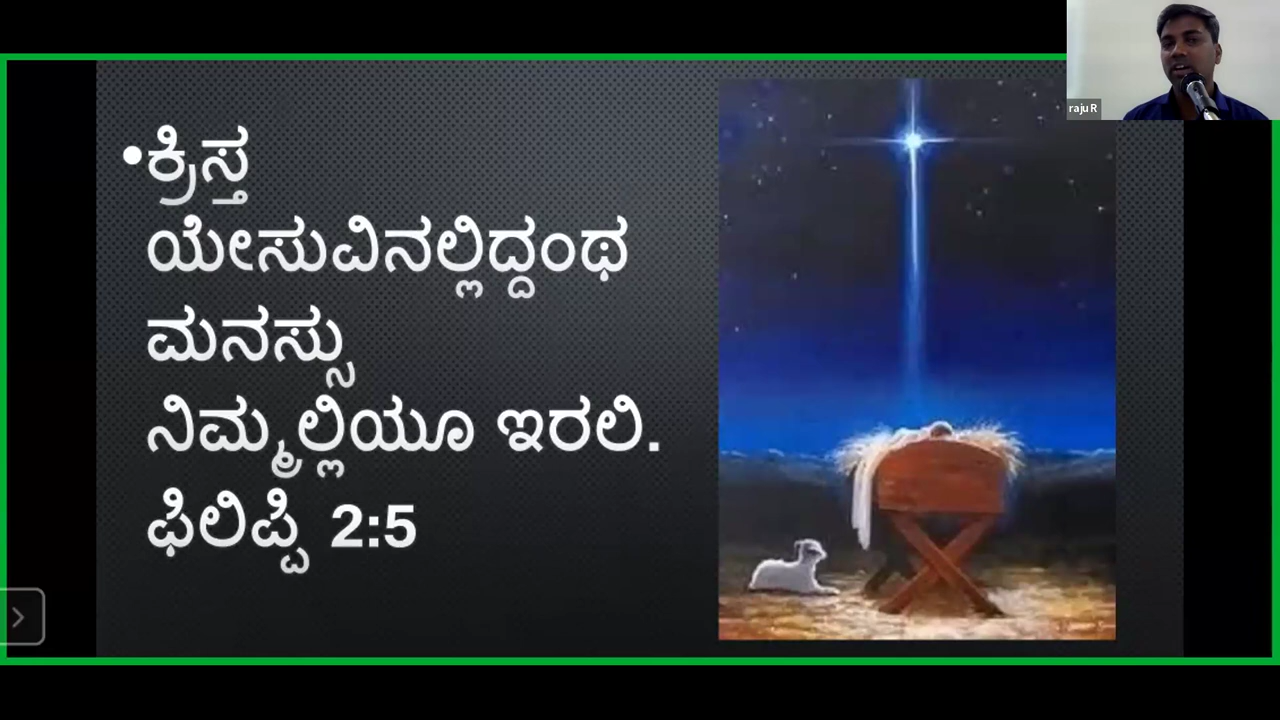 •ಕ್ರಿಸ್ತ
ಯೇಸುವಿನಲ್ಲಿದ್ದಂಥ
ಮನಸ್ಸು
ನಿಮ್ಮಲ್ಲಿಯೂ ಇರಲಿ.
ಫಿಲಿಪ್ಪಿ 2:5
raju R